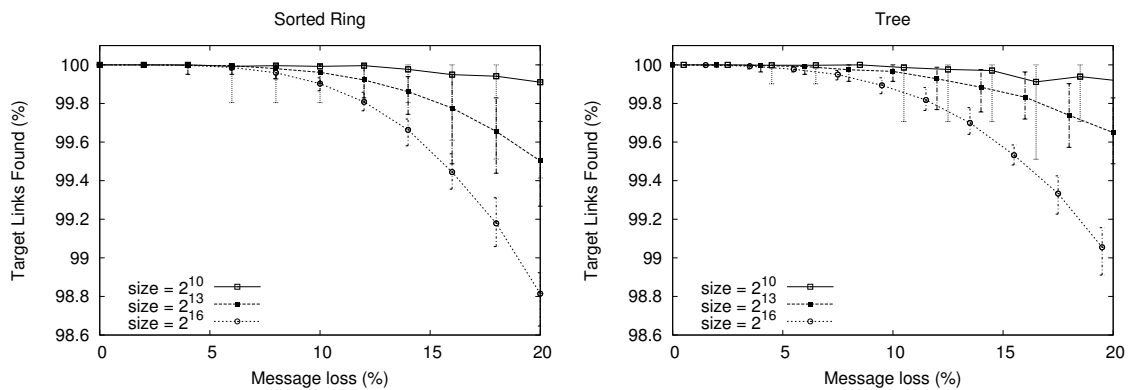 Sorted Ring
Target Links Found (%)
100
99.8
99.6
99.4
99.2
99
98.8
98.6
size = 2^10
size = 2^13
size = 2^16
0 5 10 15 20
Message loss (%)
Tree
Target Links Found (%)
100
99.8
99.6
99.4
99.2
99
98.8
98.6
size = 2^10
size = 2^13
size = 2^16
0 5 10 15 20
Message loss (%)